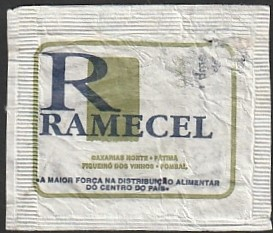 R
RAMECEL
CAXARIAS NORTE • FÁTIMA
FIGUEIRÓ DOS VINHOS • POMBAL
«A MAIOR FORÇA NA DISTRIBUIÇÃO ALIMENTAR
DO CENTRO DO PAÍS»